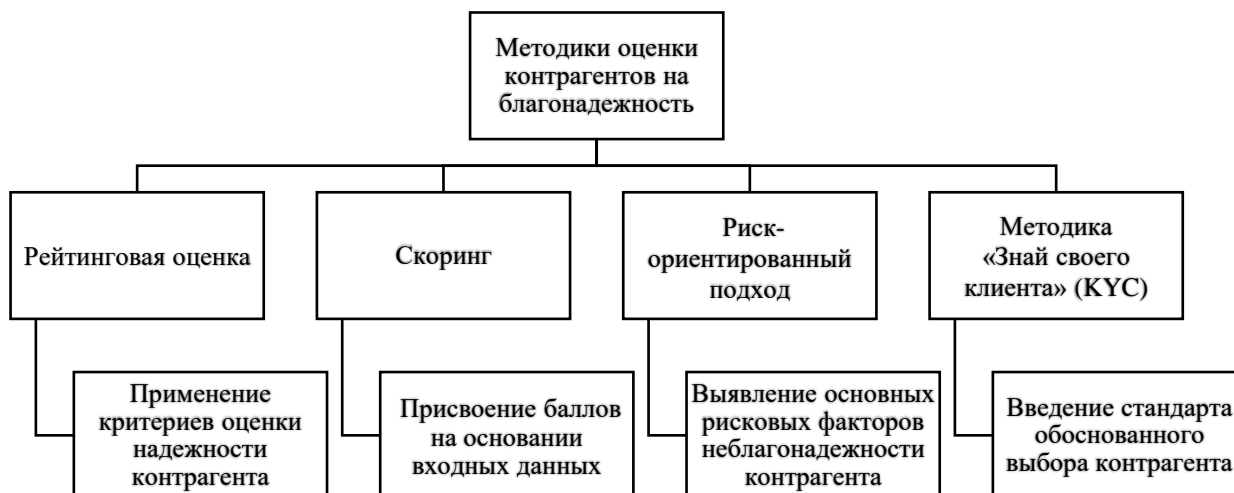 Методики оценки
контрагентов на
благонадежность
Рейтинговая оценка
Скоринг
Риск-
ориентированный
подход
Методика
«Знай своего
клиента» (KYC)
Применение
критериев оценки
надежности
контрагента
Присвоение баллов
на основании
входных данных
Выявление основных
рисковых факторов
неблагонадежности
контрагента
Введение стандарта
обоснованного
выбора контрагента